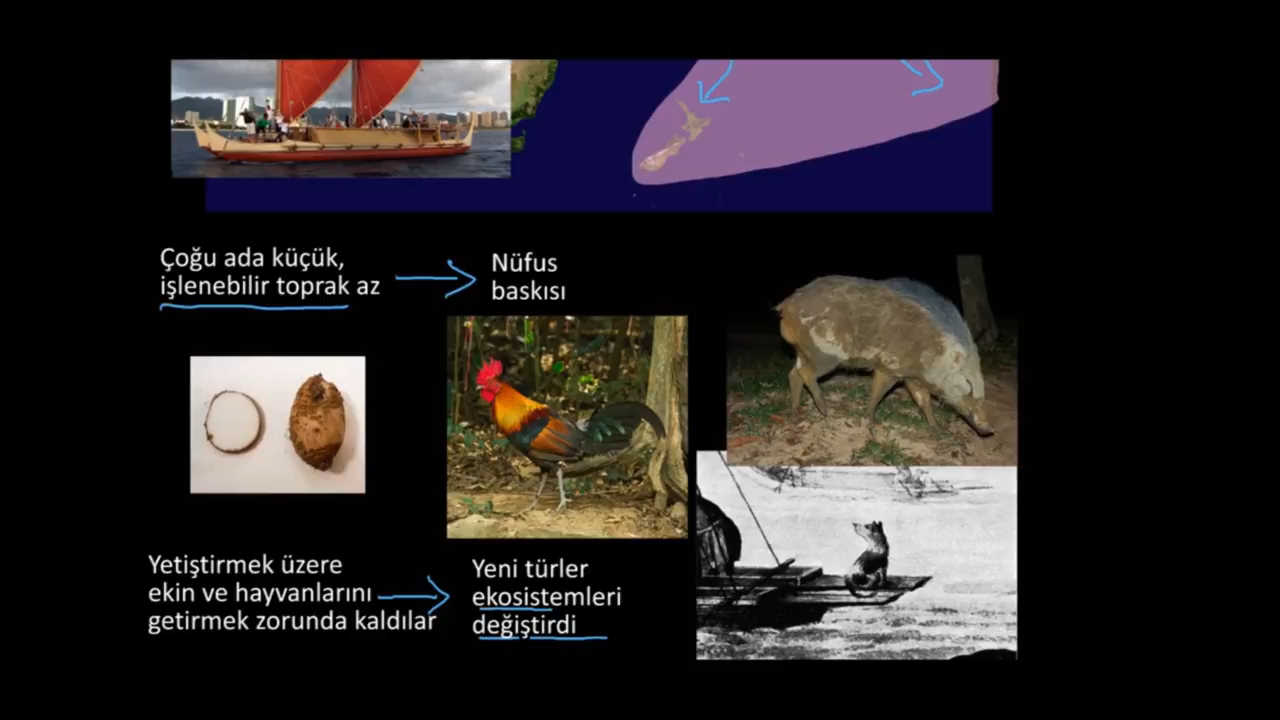 Çoğu ada küçük,
işlenebilir toprak az
Nüfus
baskısı
Yetiştirmek üzere
ekin ve hayvanlarını
getirmek zorunda kaldılar
Yeni türler
ekosistemleri
değiştirdi